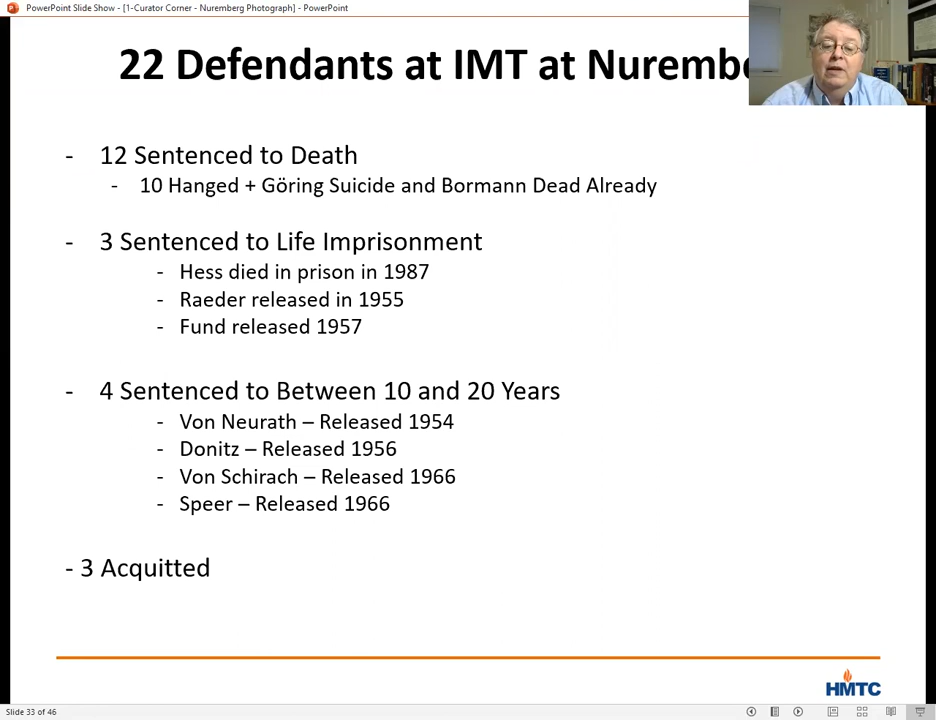 PowerPoint Slide Show - [1-Curator Corner - Nuremberg Photograph] - PowerPoint
22 Defendants at IMT at Nurembe
- 12 Sentenced to Death
- 10 Hanged + Göring Suicide and Bormann Dead Already
- 3 Sentenced to Life Imprisonment
- Hess died in prison in 1987
- Raeder released in 1955
- Fund released 1957
- 4 Sentenced to Between 10 and 20 Years
- Von Neurath – Released 1954
- Donitz – Released 1956
- Von Schirach – Released 1966
- Speer – Released 1966
- 3 Acquitted
HMTC
Slide 33 of 46